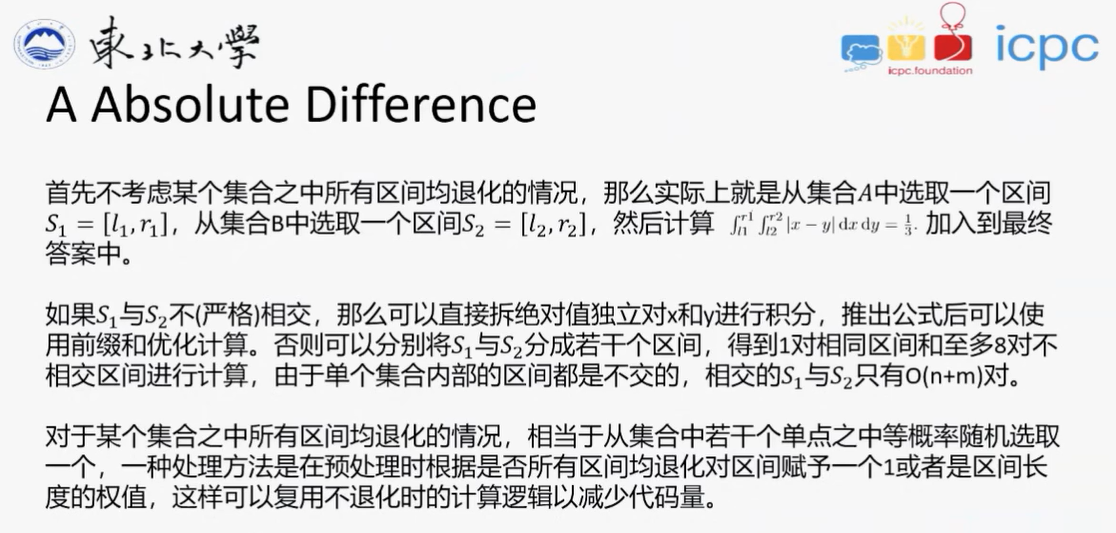 東北大學
icpc.foundation
icpc
A Absolute Difference
首先不考虑某个集合之中所有区间均退化的情况，那么实际上就是从集合A中选取一个区间
S₁ = [l₁, r₁]，从集合B中选取一个区间S₂ = [l₂, r₂]，然后计算 ∫_{l1}^{r1} ∫_{l2}^{r2} |x − y| dx dy = 1/3. 加入到最终
答案中。
如果S₁与S₂不(严格)相交，那么可以直接拆绝对值独立对x和y进行积分，推出公式后可以使
用前缀和优化计算。否则可以分别将S₁与S₂分成若干个区间，得到1对相同区间和至多8对不
相交区间进行计算，由于单个集合内部的区间都是不交的，相交的S₁与S₂只有O(n+m)对。
对于某个集合之中所有区间均退化的情况，相当于从集合中若干个单点之中等概率随机选取
一个，一种处理方法是在预处理时根据是否所有区间均退化对区间赋予一个1或者是区间长
度的权值，这样可以复用不退化时的计算逻辑以减少代码量。